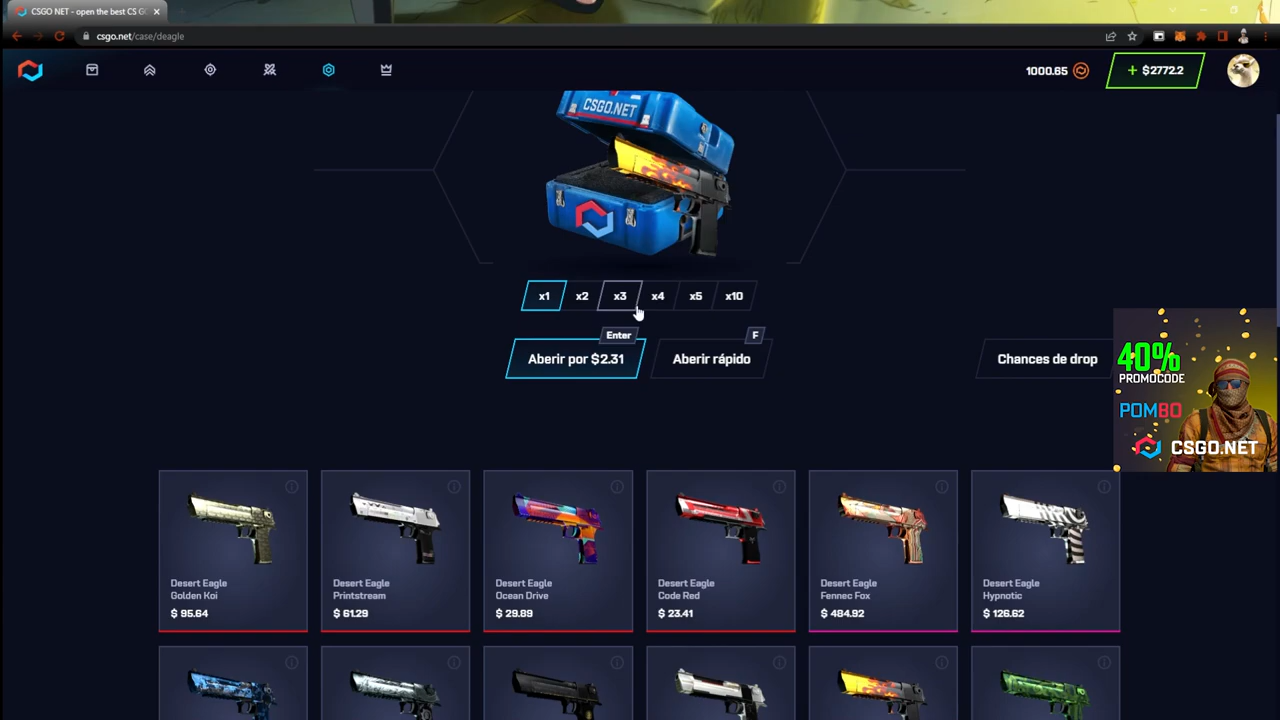 CSGO NET - open the best CS G
csgo.net/case/deagle
1000.65
+ $2772.2
CSGO.NET
x1
x2
x3
x4
x5
x10
Enter
F
Aberir por $2.31
Aberir rápido
Chances de drop
40%
PROMOCODE
POMBO
CSGO.NET
Desert Eagle
Golden Koi
$ 95.64
Desert Eagle
Printstream
$ 61.29
Desert Eagle
Ocean Drive
$ 29.89
Desert Eagle
Code Red
$ 23.41
Desert Eagle
Fennec Fox
$ 484.92
Desert Eagle
Hypnotic
$ 126.62